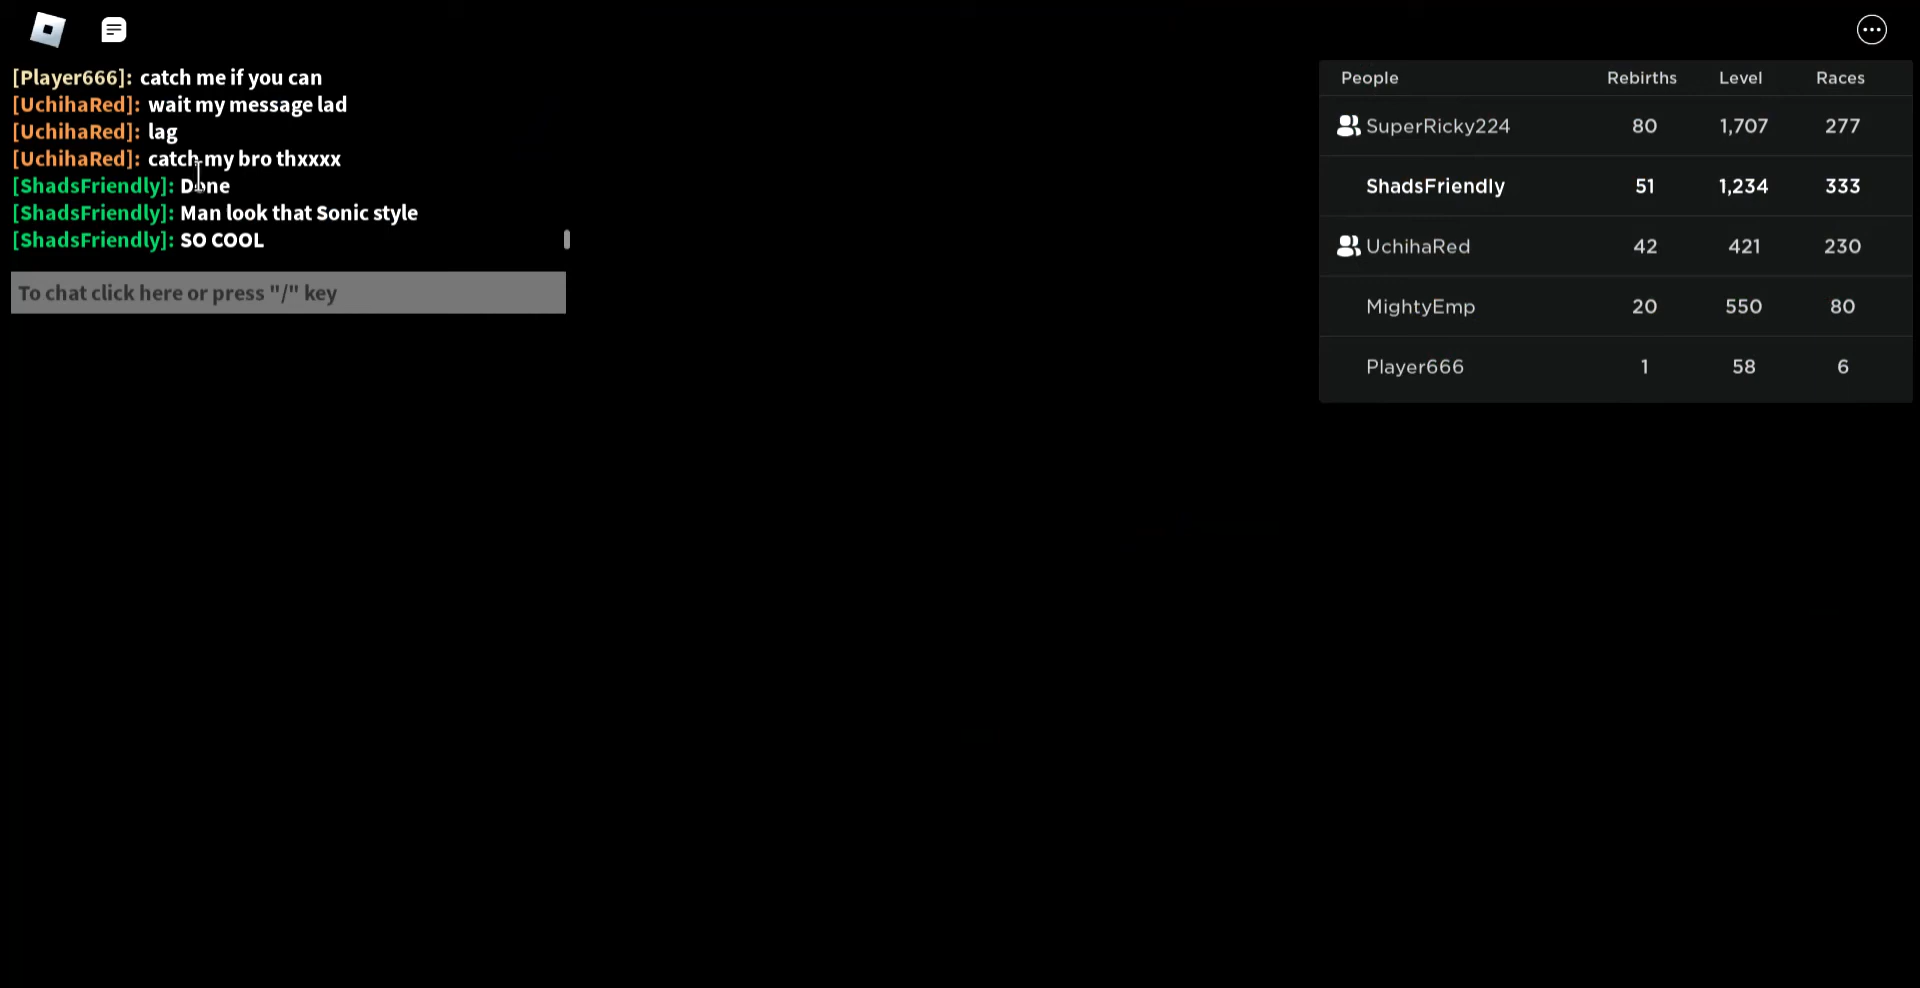 [Player666]: catch me if you can
[UchihaRed]: wait my message lad
[UchihaRed]: lag
[UchihaRed]: catch my bro thxxxx
[ShadsFriendly]: Done
[ShadsFriendly]: Man look that Sonic style
[ShadsFriendly]: SO COOL
To chat click here or press "/" key
People Rebirths Level Races
SuperRicky224 80 1,707 277
ShadsFriendly 51 1,234 333
UchihaRed 42 421 230
MightyEmp 20 550 80
Player666 1 58 6